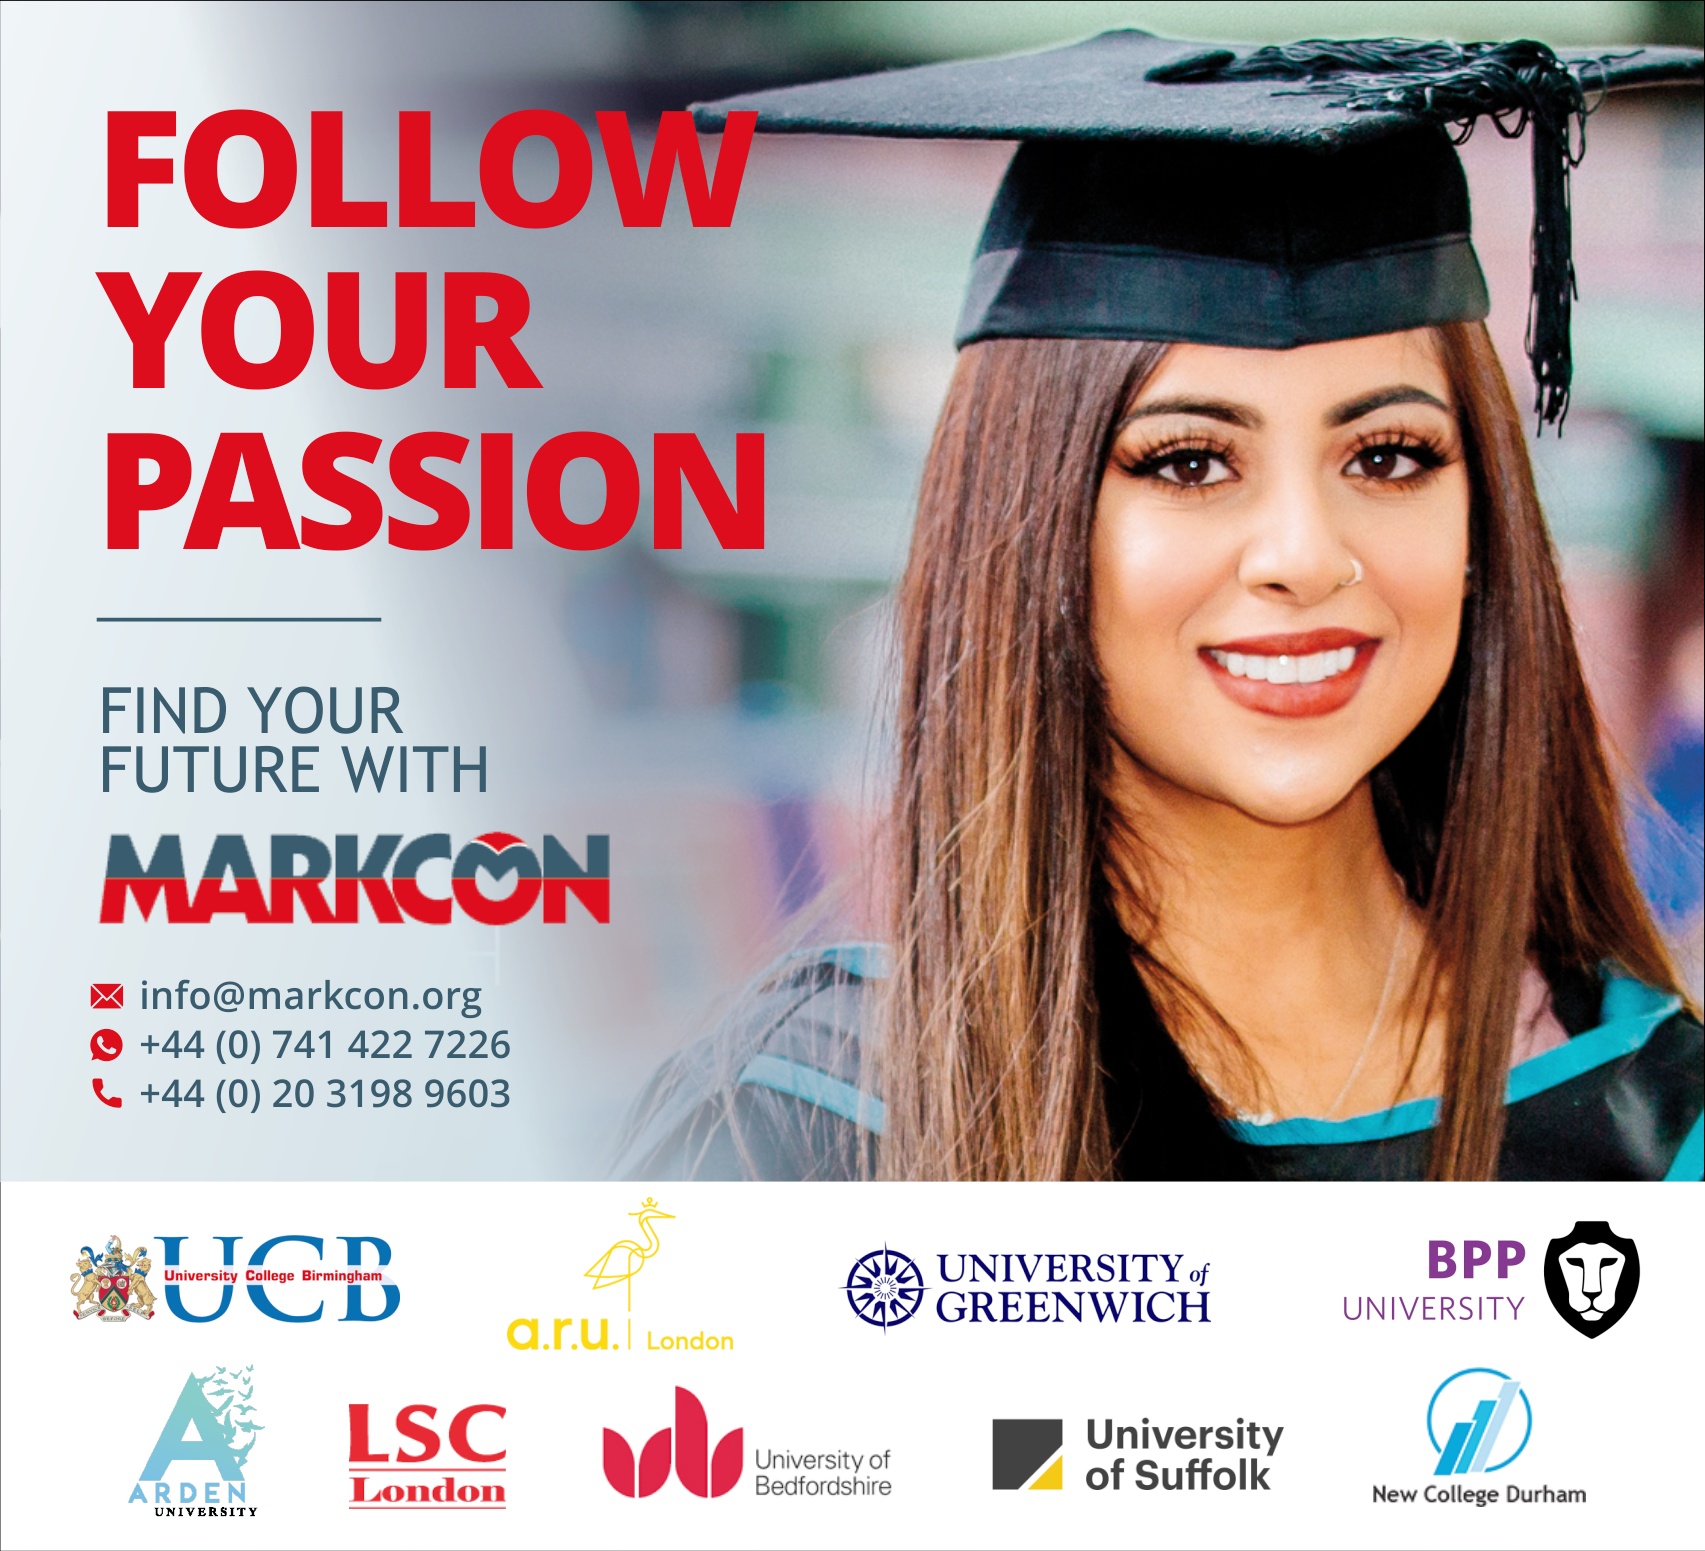 FOLLOW
YOUR
PASSION
FIND YOUR
FUTURE WITH
MARKCON
info@markcon.org
+44 (0) 741 422 7226
+44 (0) 20 3198 9603
UCB
University College Birmingham
a.r.u. London
UNIVERSITY of
GREENWICH
BPP
UNIVERSITY
ARDEN
UNIVERSITY
LSC
London
University of
Bedfordshire
University
of Suffolk
New College Durham